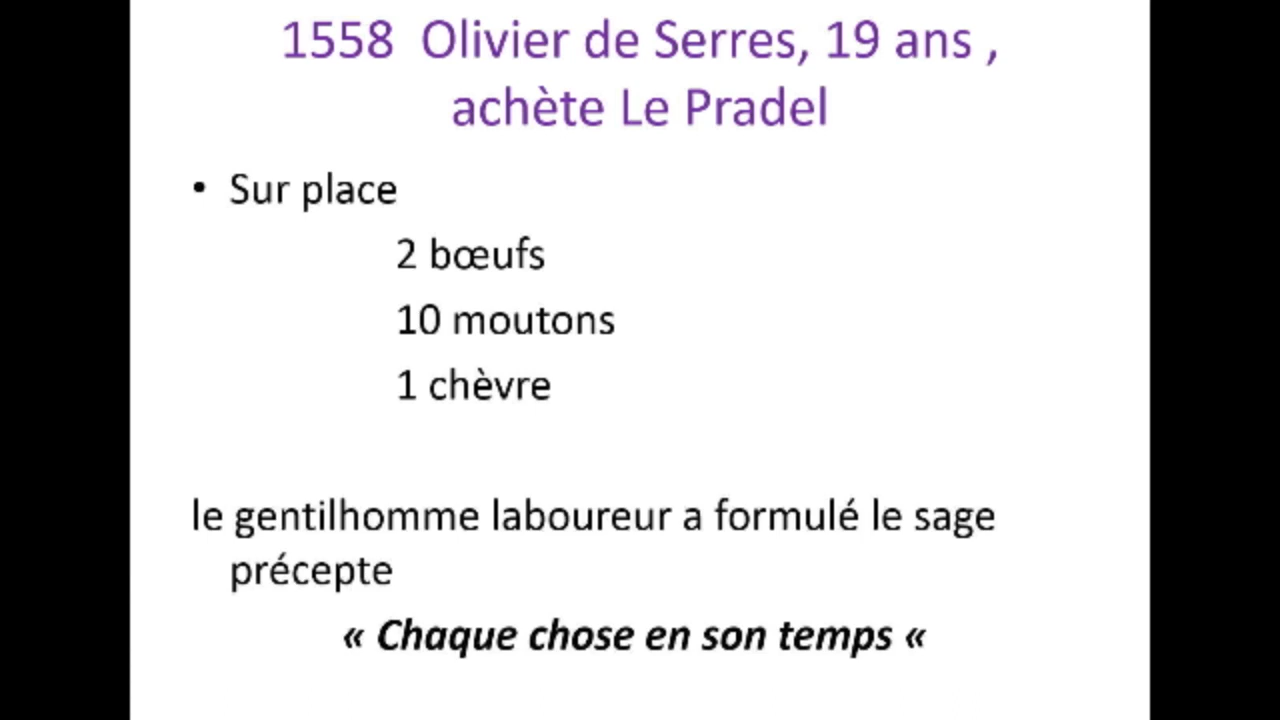 1558  Olivier de Serres, 19 ans ,
achète Le Pradel
• Sur place
2 bœufs
10 moutons
1 chèvre
le gentilhomme laboureur a formulé le sage
précepte
« Chaque chose en son temps «